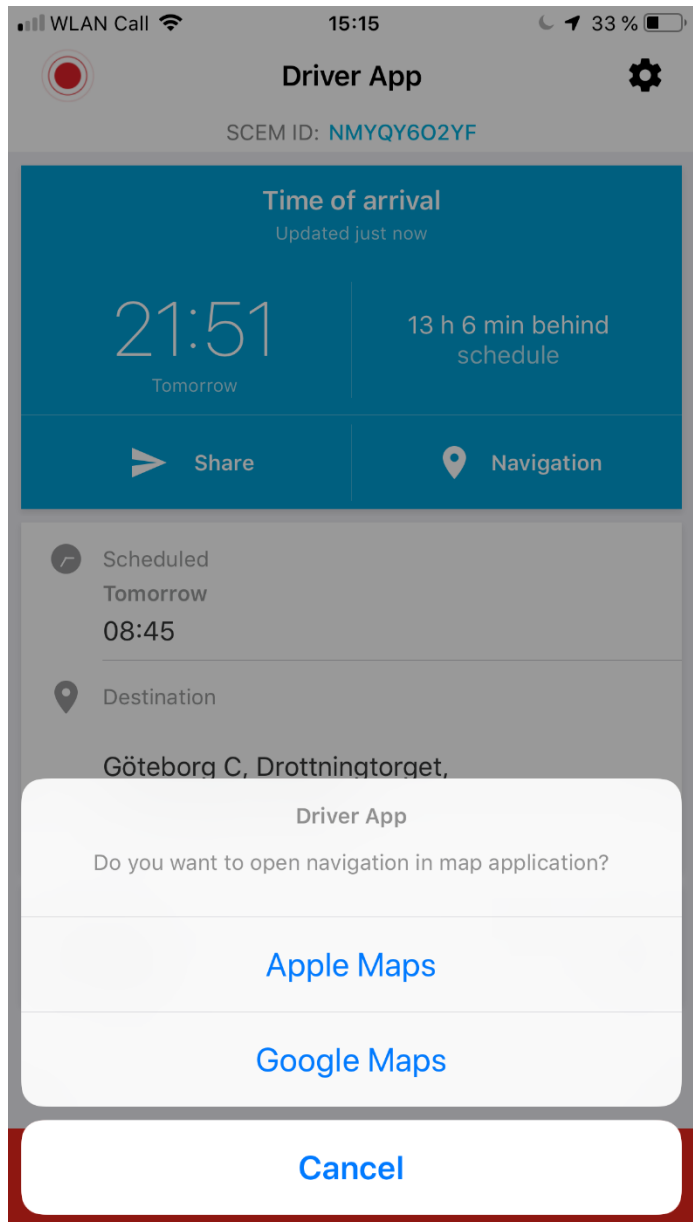 WLAN Call 15:15 33 %
Driver App
SCEM ID: NMYQY6O2YF
Time of arrival
Updated just now
21:51
Tomorrow
13 h 6 min behind
schedule
Share
Navigation
Scheduled
Tomorrow
08:45
Destination
Göteborg C, Drottningtorget,
Driver App
Do you want to open navigation in map application?
Apple Maps
Google Maps
Cancel